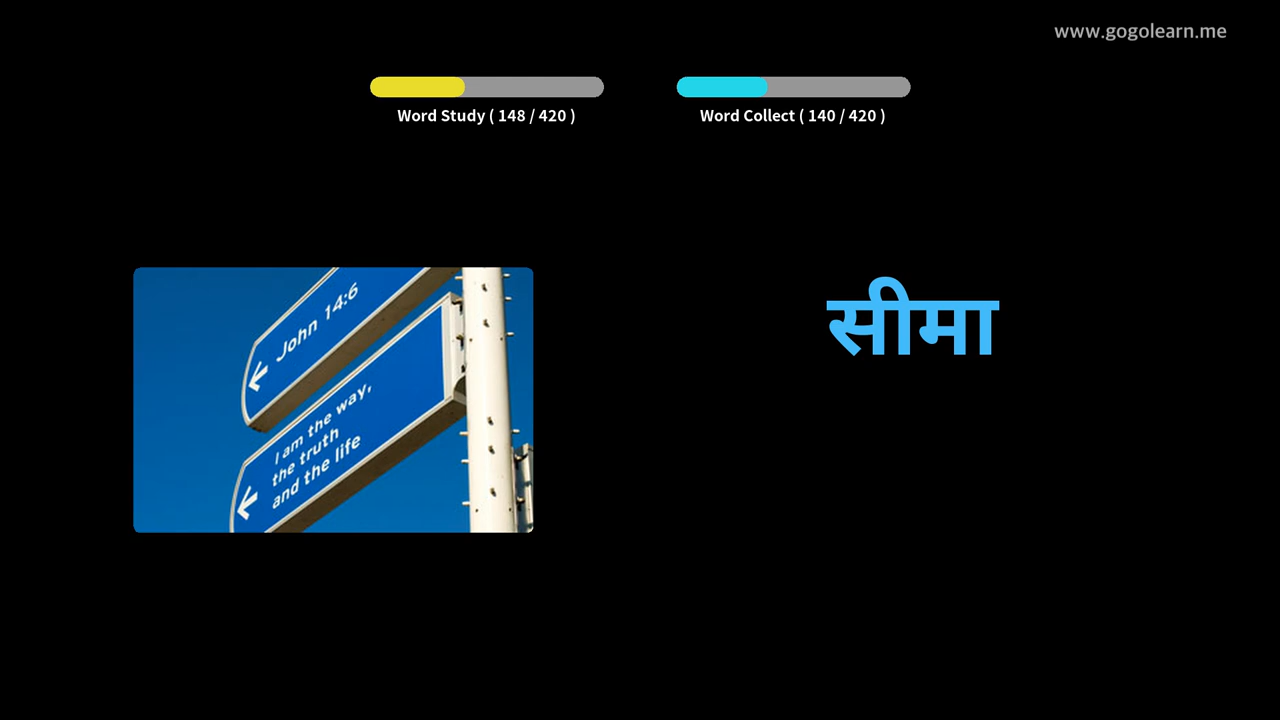 www.gogolearn.me
Word Study ( 148 / 420 )
Word Collect ( 140 / 420 )
John 14:6
I am the way,
the truth
and the life
सीमा